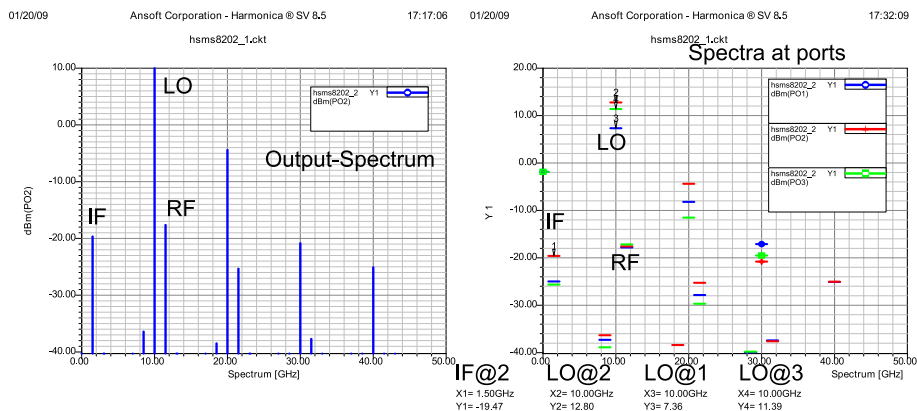 01/20/09
Ansoft Corporation - Harmonica ® SV 8.5
17:17:06
hsms8202_1.ckt
10.00
0.00
-10.00
-20.00
-30.00
-40.00
dBm(PO2)
0.00
10.00
20.00
30.00
40.00
50.00
Spectrum [GHz]
hsms8202_2 Y1
dBm(PO2)
LO
Output-Spectrum
IF
RF
01/20/09
Ansoft Corporation - Harmonica ® SV 8.5
17:32:09
hsms8202_1.ckt
Spectra at ports
20.00
10.00
0.00
-10.00
-20.00
-30.00
-40.00
Y 1
0.00
10.00
20.00
30.00
40.00
50.00
Spectrum [GHz]
hsms8202_2 Y1
dBm(PO1)
hsms8202_2 Y1
dBm(PO2)
hsms8202_2 Y1
dBm(PO3)
2
3
LO
IF
1
RF
IF@2 LO@2 LO@1 LO@3
X1= 1.50GHz X2= 10.00GHz X3= 10.00GHz X4= 10.00GHz
Y1= -19.47 Y2= 12.80 Y3= 7.36 Y4= 11.39